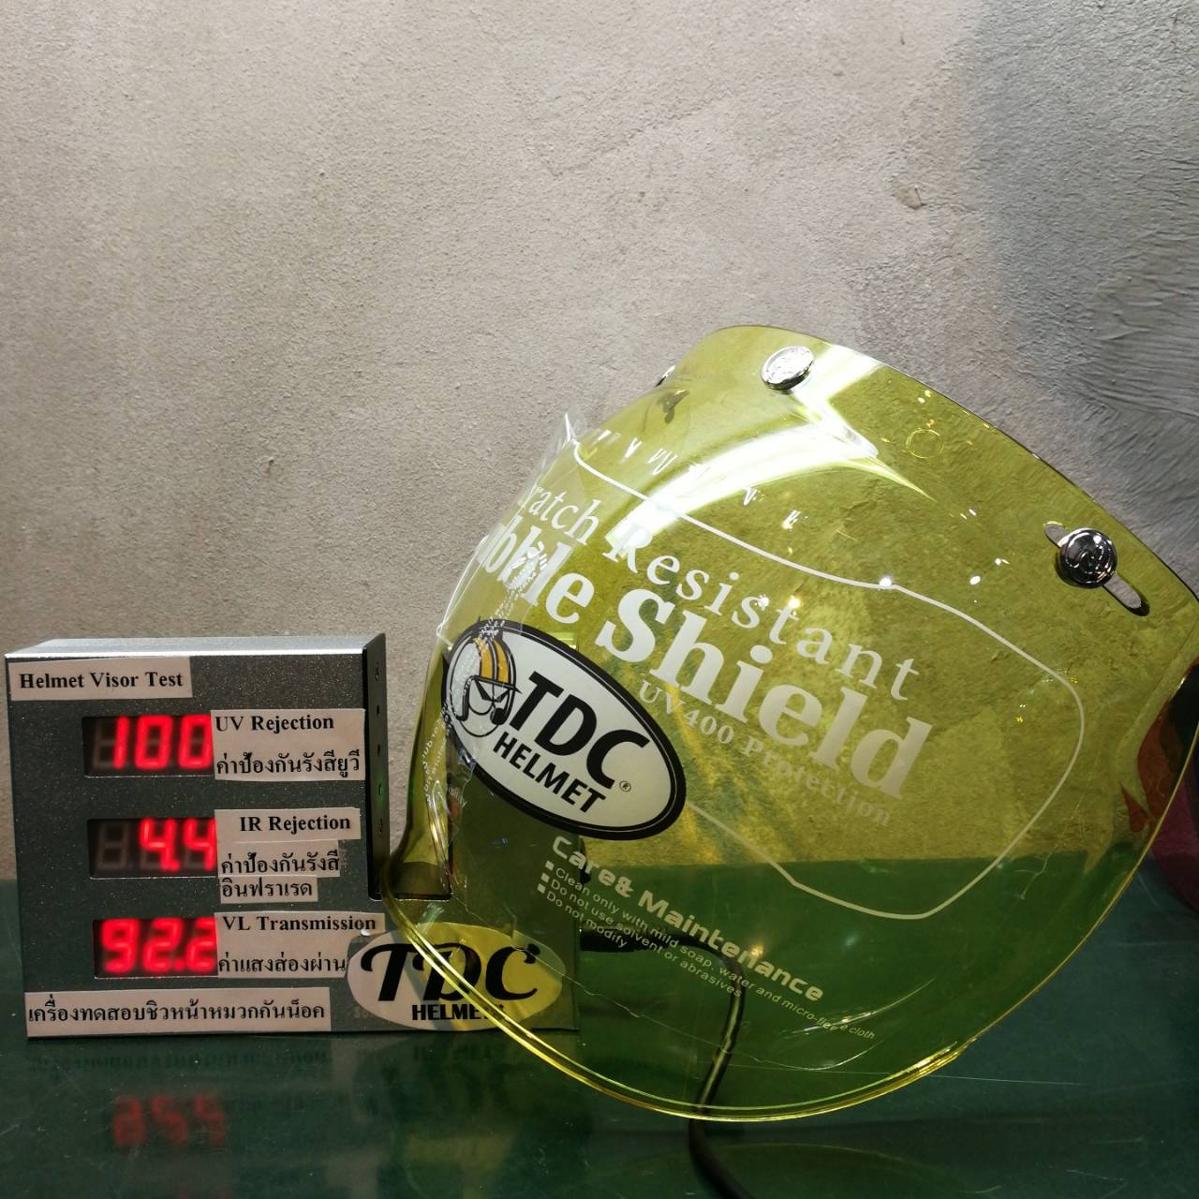 Helmet Visor Test
100
UV Rejection
ค่าป้องกันรังสียูวี
4.4
IR Rejection
ค่าป้องกันรังสี
อินฟราเรด
92.2
VL Transmission
ค่าแสงส่องผ่าน
เครื่องทดสอบชิวหน้าหมวกกันน็อค
TDC
HELMET
Resistant
Shield
UV400 Protection
TDC
HELMET®
Care& Maintenance
Clean only with mild soap, water and micro-fibre cloth
Do not use solvent or abrasives
Do not modify